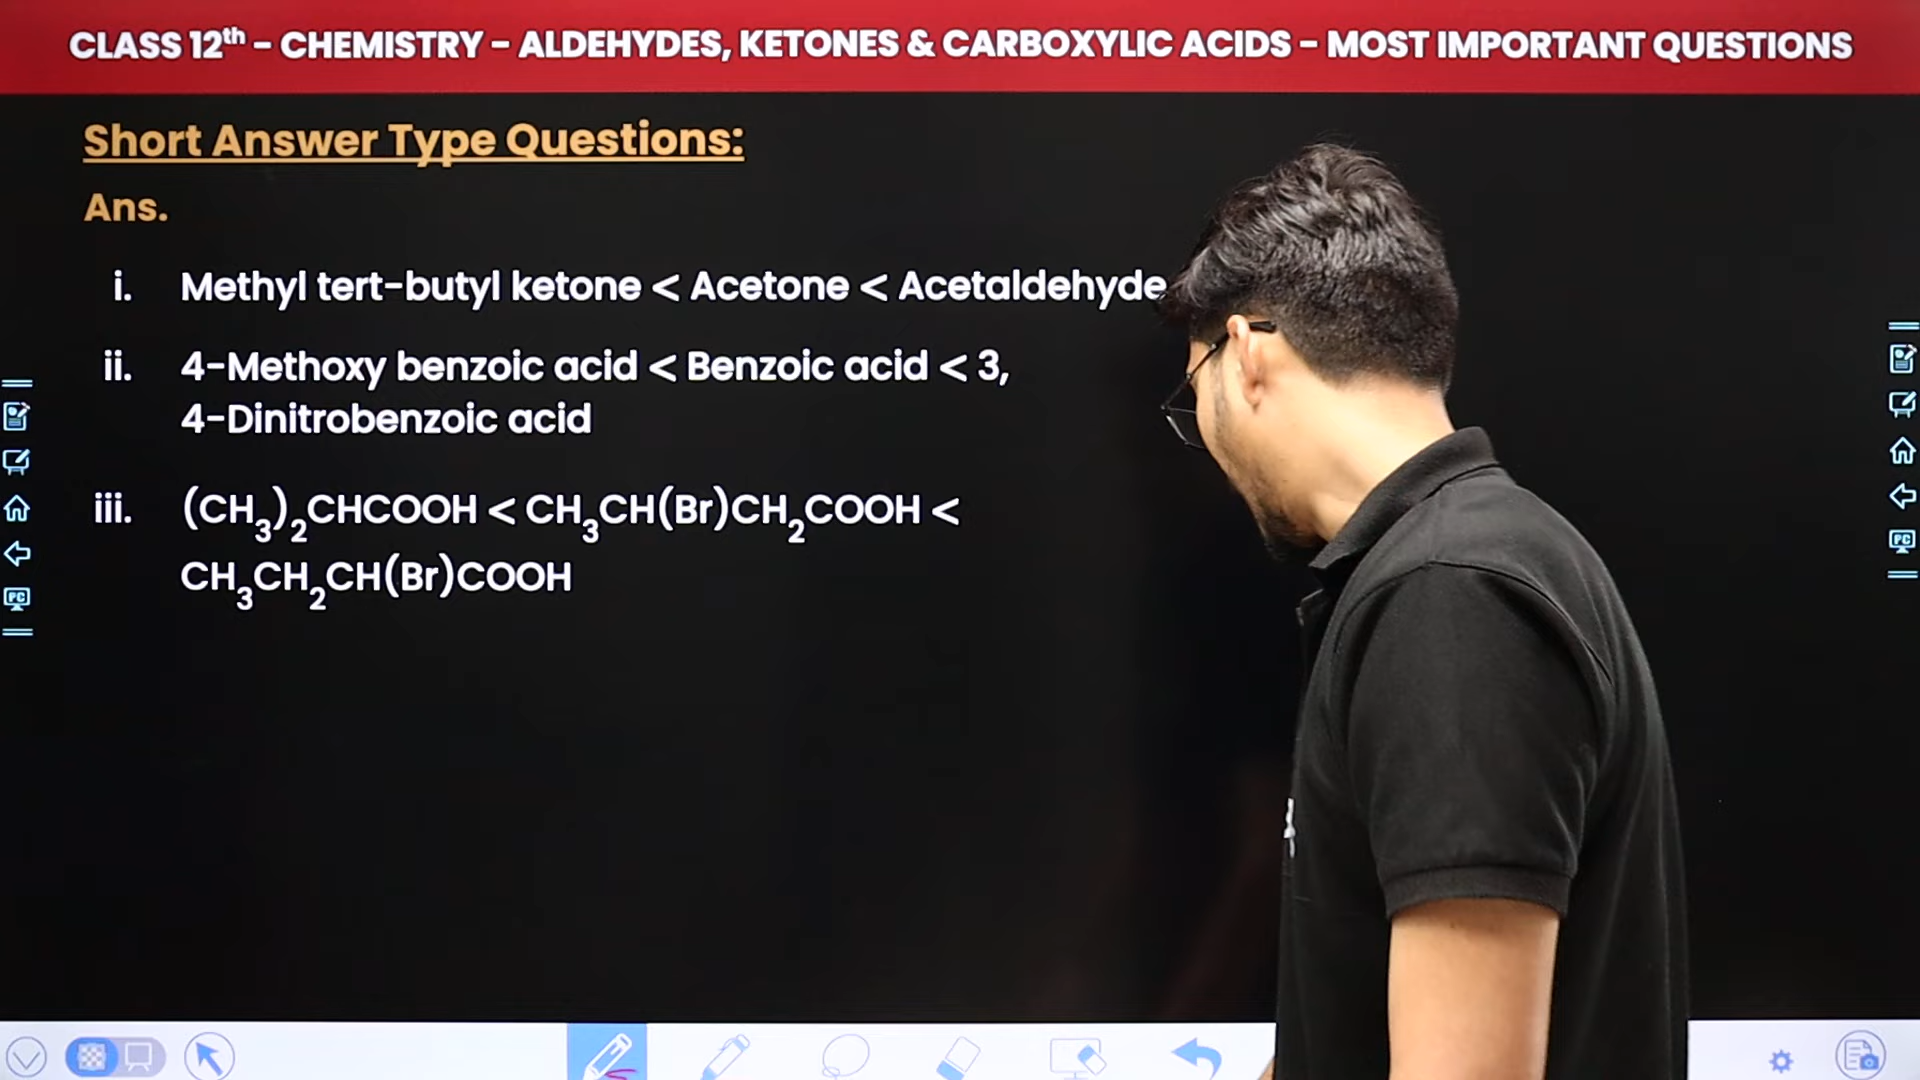 CLASS 12th - CHEMISTRY - ALDEHYDES, KETONES & CARBOXYLIC ACIDS - MOST IMPORTANT QUESTIONS
Short Answer Type Questions:
Ans.
i. Methyl tert-butyl ketone < Acetone < Acetaldehyde
ii. 4-Methoxy benzoic acid < Benzoic acid < 3,
4-Dinitrobenzoic acid
iii. (CH3)2CHCOOH < CH3CH(Br)CH2COOH <
CH3CH2CH(Br)COOH
PC
PC